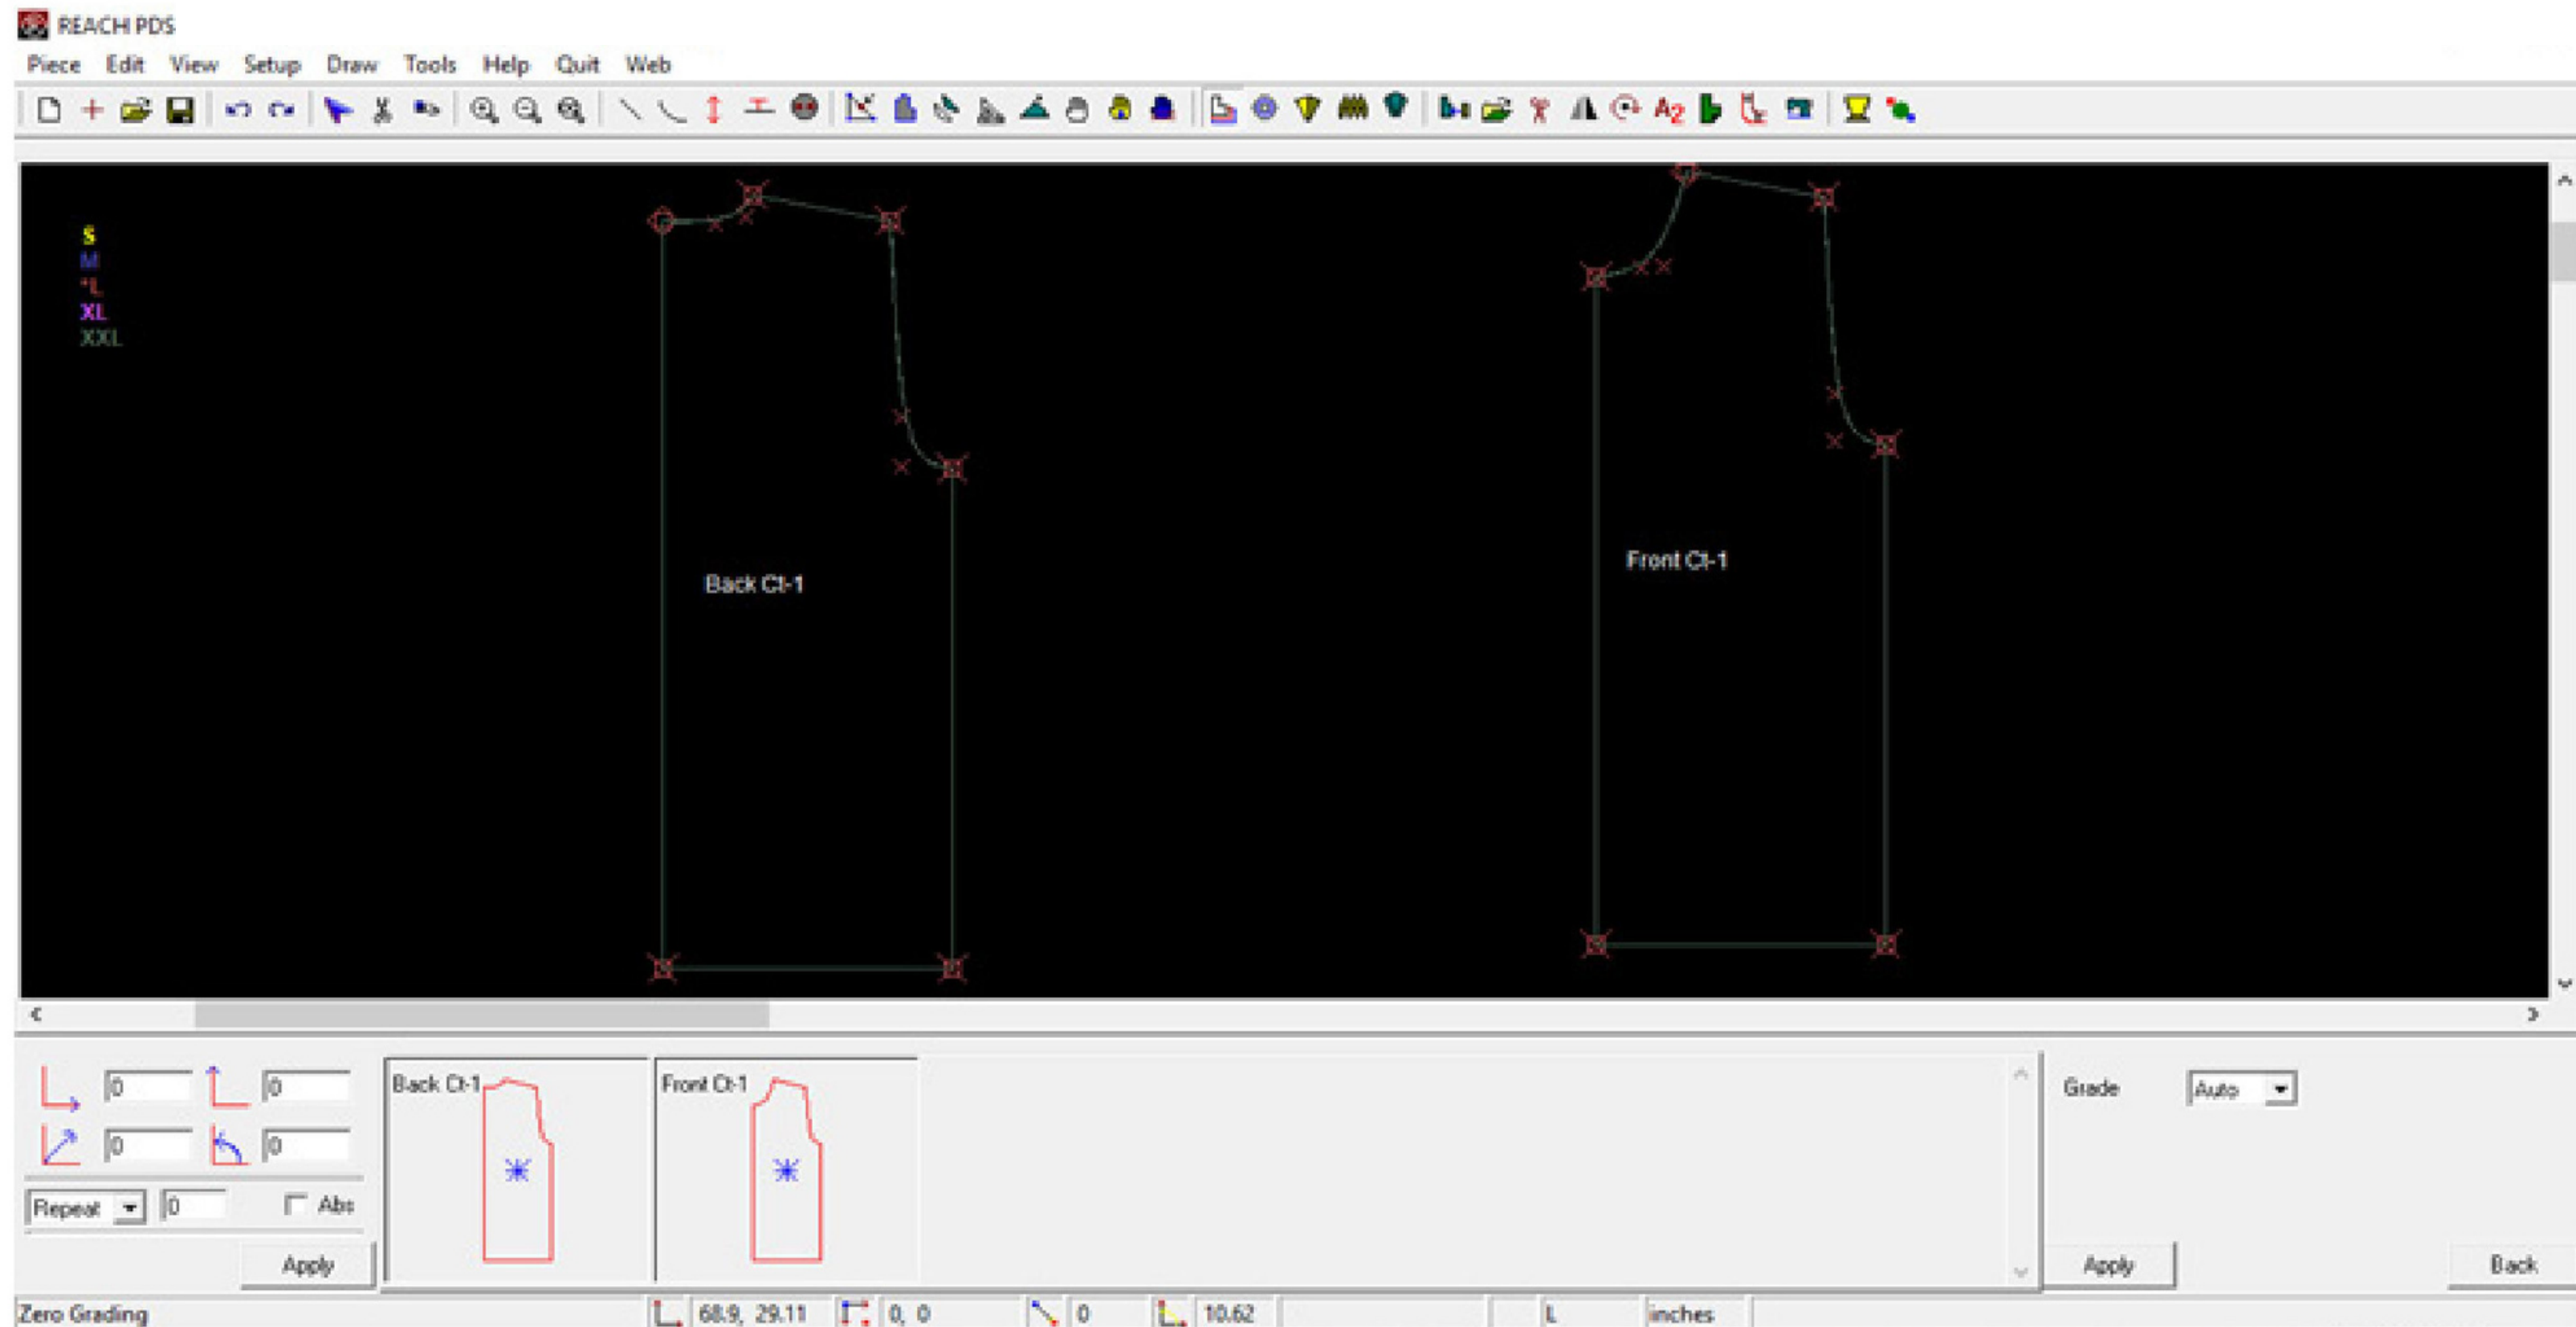 REACH PDS
Piece Edit View Setup Draw Tools Help Quit Web
S
M
*L
XL
XXL
Back Ct-1
Front Ct-1
0 0
0 0
Repeat 0 Abs
Apply
Back Ct-1
Front Ct-1
Grade Auto
Apply Back
Zero Grading 68.9, 29.11 0, 0 0 10.62 L inches